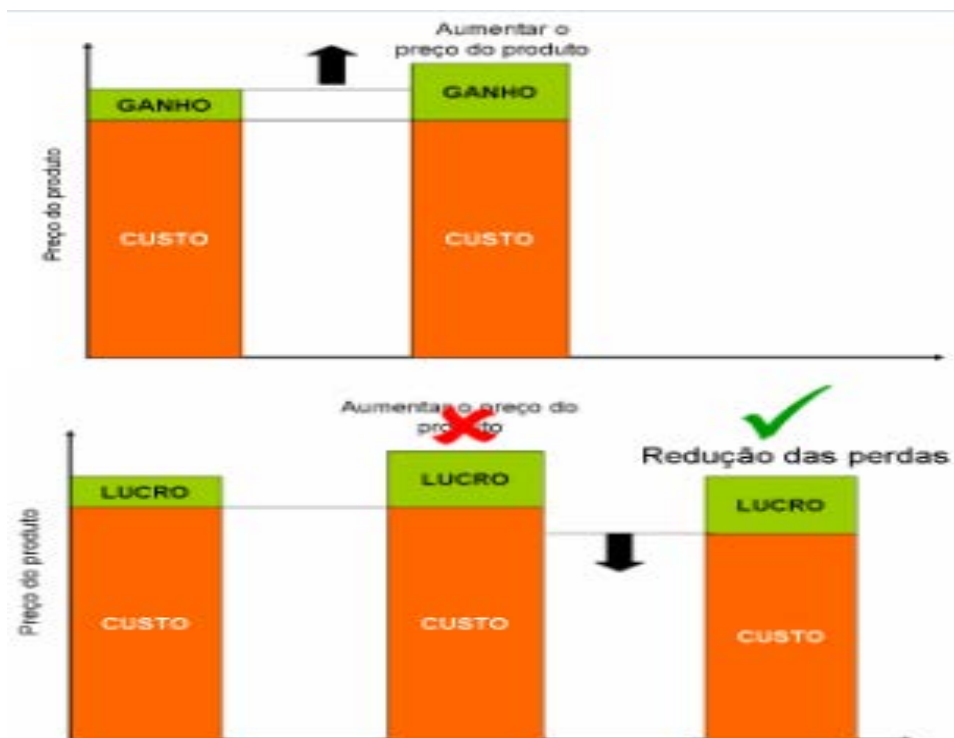 Aumentar o
preço do produto
GANHO
GANHO
CUSTO
CUSTO
Preço do produto
Aumentar o preço do
produto
Redução das perdas
LUCRO
LUCRO
LUCRO
CUSTO
CUSTO
CUSTO
Preço do produto